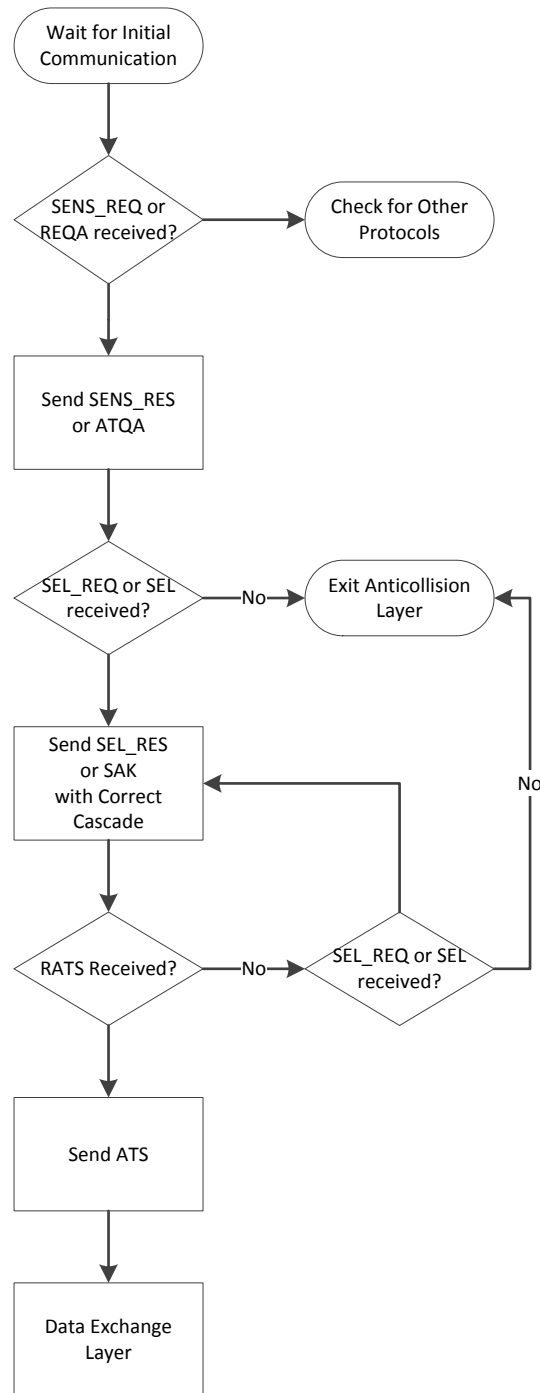 Wait for Initial
Communication
SENS_REQ or
REQA received?
Check for Other
Protocols
Send SENS_RES
or ATQA
SEL_REQ or SEL
received?
No
Exit Anticollision
Layer
Send SEL_RES
or SAK
with Correct
Cascade
No
RATS Received?
No
SEL_REQ or SEL
received?
Send ATS
Data Exchange
Layer